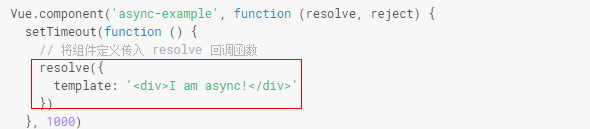 Vue.component('async-example', function (resolve, reject) {
  setTimeout(function () {
    // 将组件定义传入 resolve 回调函数
    resolve({
      template: '<div>I am async!</div>'
    })
  }, 1000)